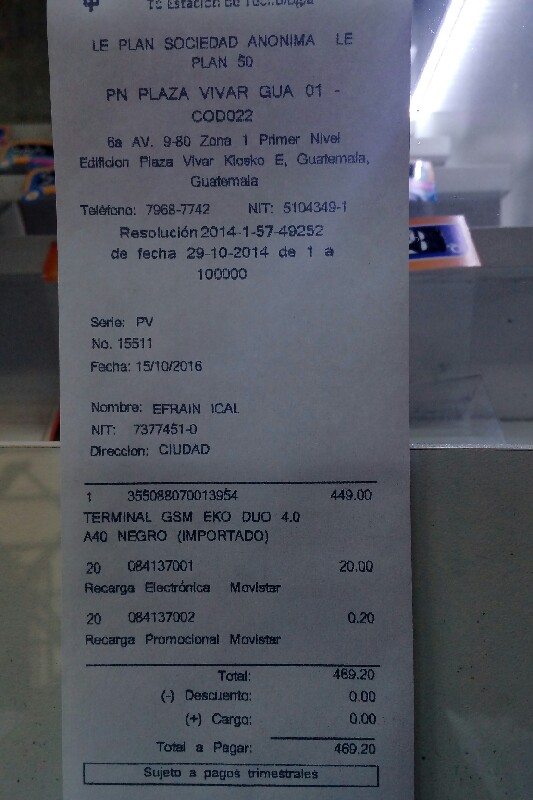 Tu Estación de Tecnología
LE PLAN SOCIEDAD ANONIMA LE
PLAN 50
PN PLAZA VIVAR GUA 01 -
COD022
6a AV. 9-80 Zona 1 Primer Nivel
Edificion Plaza Vivar Kiosko E, Guatemala,
Guatemala
Teléfono: 7968-7742 NIT: 5104349-1
Resolución 2014-1-57-49252
de fecha 29-10-2014 de 1 a
100000
Serie: PV
No. 15511
Fecha: 15/10/2016
Nombre: EFRAIN ICAL
NIT: 7377451-0
Direccion: CIUDAD
1 355088070013954 449.00
TERMINAL GSM EKO DUO 4.0
A40 NEGRO (IMPORTADO)
20 084137001 20.00
Recarga Electrónica Movistar
20 084137002 0.20
Recarga Promocional Movistar
Total: 469.20
(-) Descuento: 0.00
(+) Cargo: 0.00
Total a Pagar: 469.20
Sujeto a pagos trimestrales